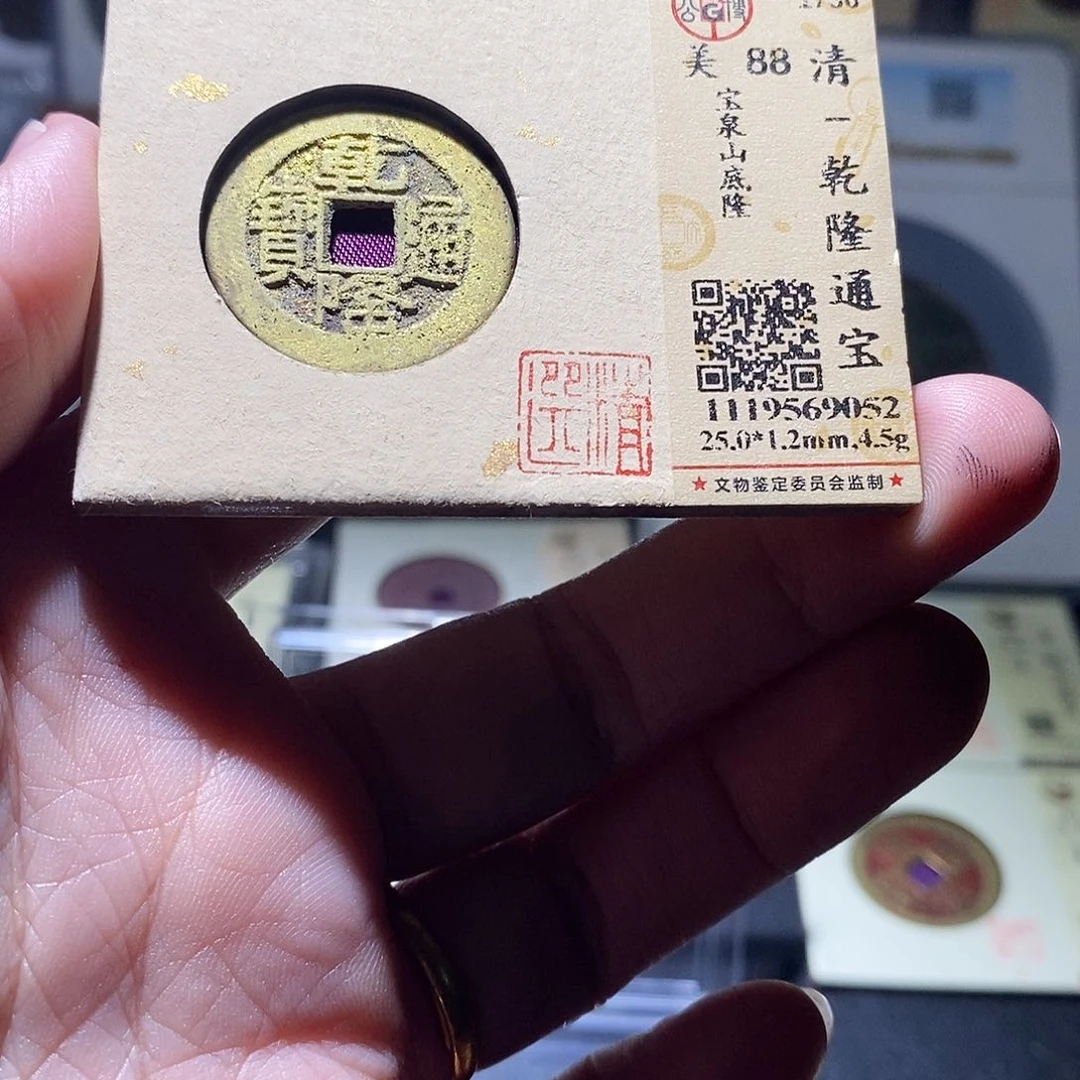 乾隆通寶
美 88
宝泉山底隆
清一乾隆通宝
1119569052
25.0*1.2mm,4.5g
★文物鉴定委员会监制★